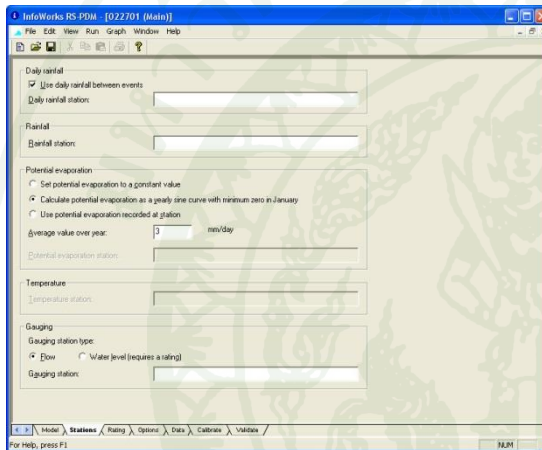 InfoWorks RS-PDM - [022701 (Main)]
File Edit View Run Graph Window Help
Daily rainfall
Use daily rainfall between events
Daily rainfall station:
Rainfall
Rainfall station:
Potential evaporation
Set potential evaporation to a constant value
Calculate potential evaporation as a yearly sine curve with minimum zero in January
Use potential evaporation recorded at station
Average value over year: 3 mm/day
Potential evaporation station:
Temperature
Temperature station:
Gauging
Gauging station type:
Flow Water level (requires a rating)
Gauging station:
Model Stations Rating Options Data Calibrate Validate
For Help, press F1 NUM